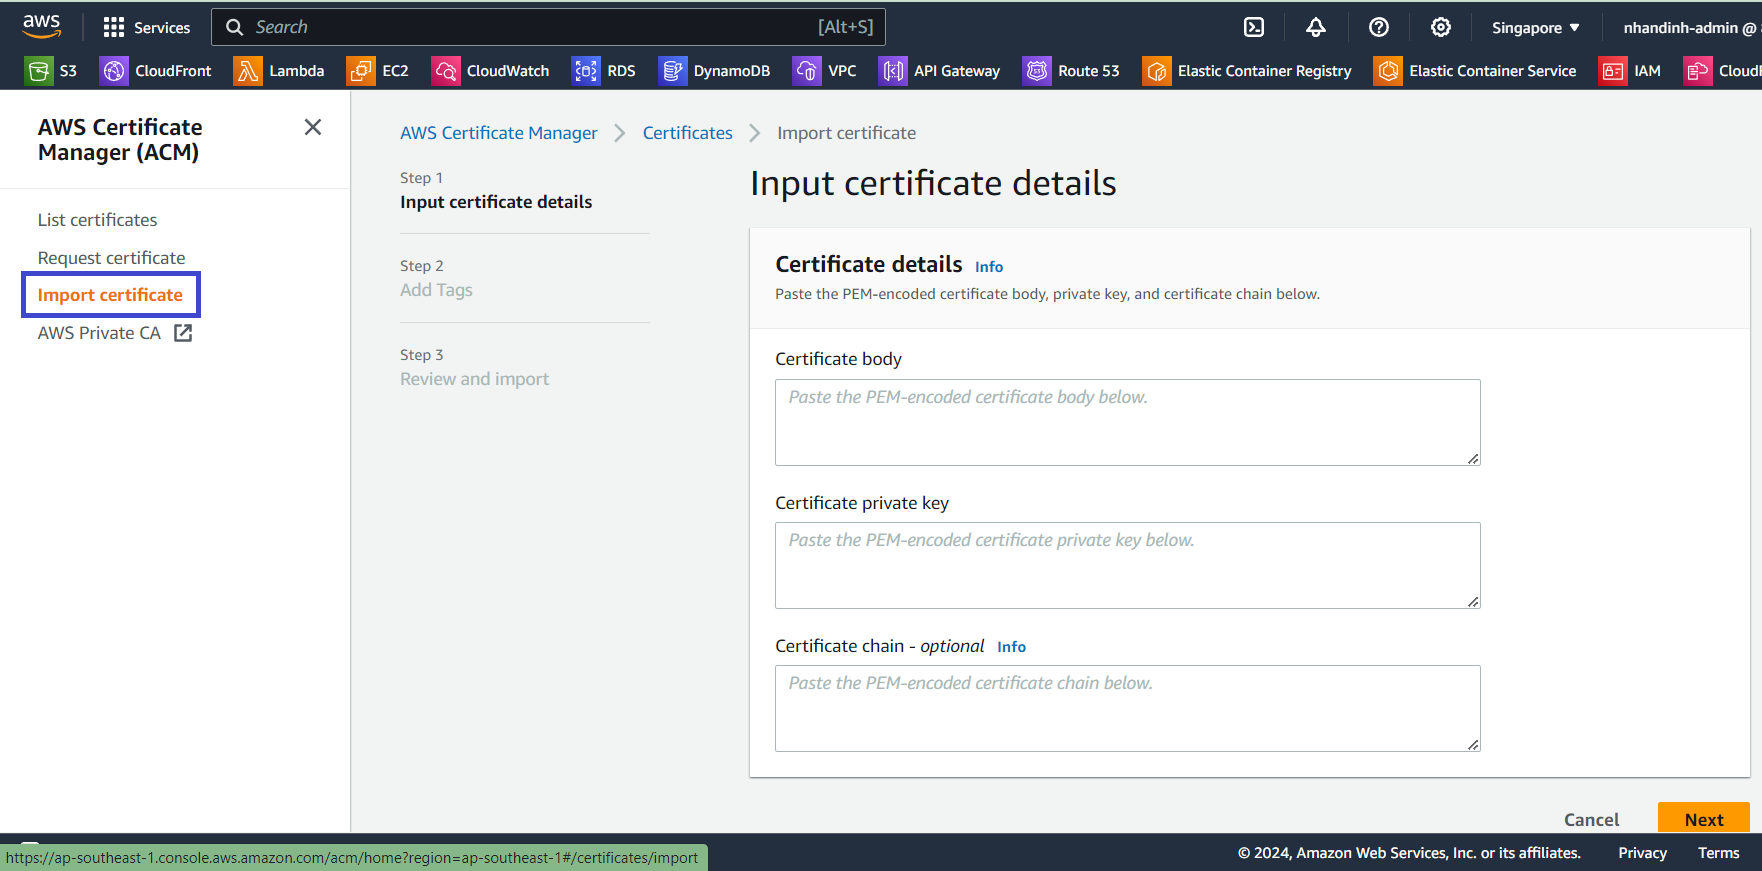 aws
Services
Search
[Alt+S]
Singapore
nhandinh-admin @
S3
CloudFront
Lambda
EC2
CloudWatch
RDS
DynamoDB
VPC
API Gateway
Route 53
Elastic Container Registry
Elastic Container Service
IAM
AWS Certificate
Manager (ACM)
List certificates
Request certificate
Import certificate
AWS Private CA
AWS Certificate Manager
Certificates
Import certificate
Step 1
Input certificate details
Step 2
Add Tags
Step 3
Review and import
Input certificate details
Certificate details Info
Paste the PEM-encoded certificate body, private key, and certificate chain below.
Certificate body
Paste the PEM-encoded certificate body below.
Certificate private key
Paste the PEM-encoded certificate private key below.
Certificate chain - optional Info
Paste the PEM-encoded certificate chain below.
Cancel
Next
https://ap-southeast-1.console.aws.amazon.com/acm/home?region=ap-southeast-1#/certificates/import
© 2024, Amazon Web Services, Inc. or its affiliates.
Privacy
Terms